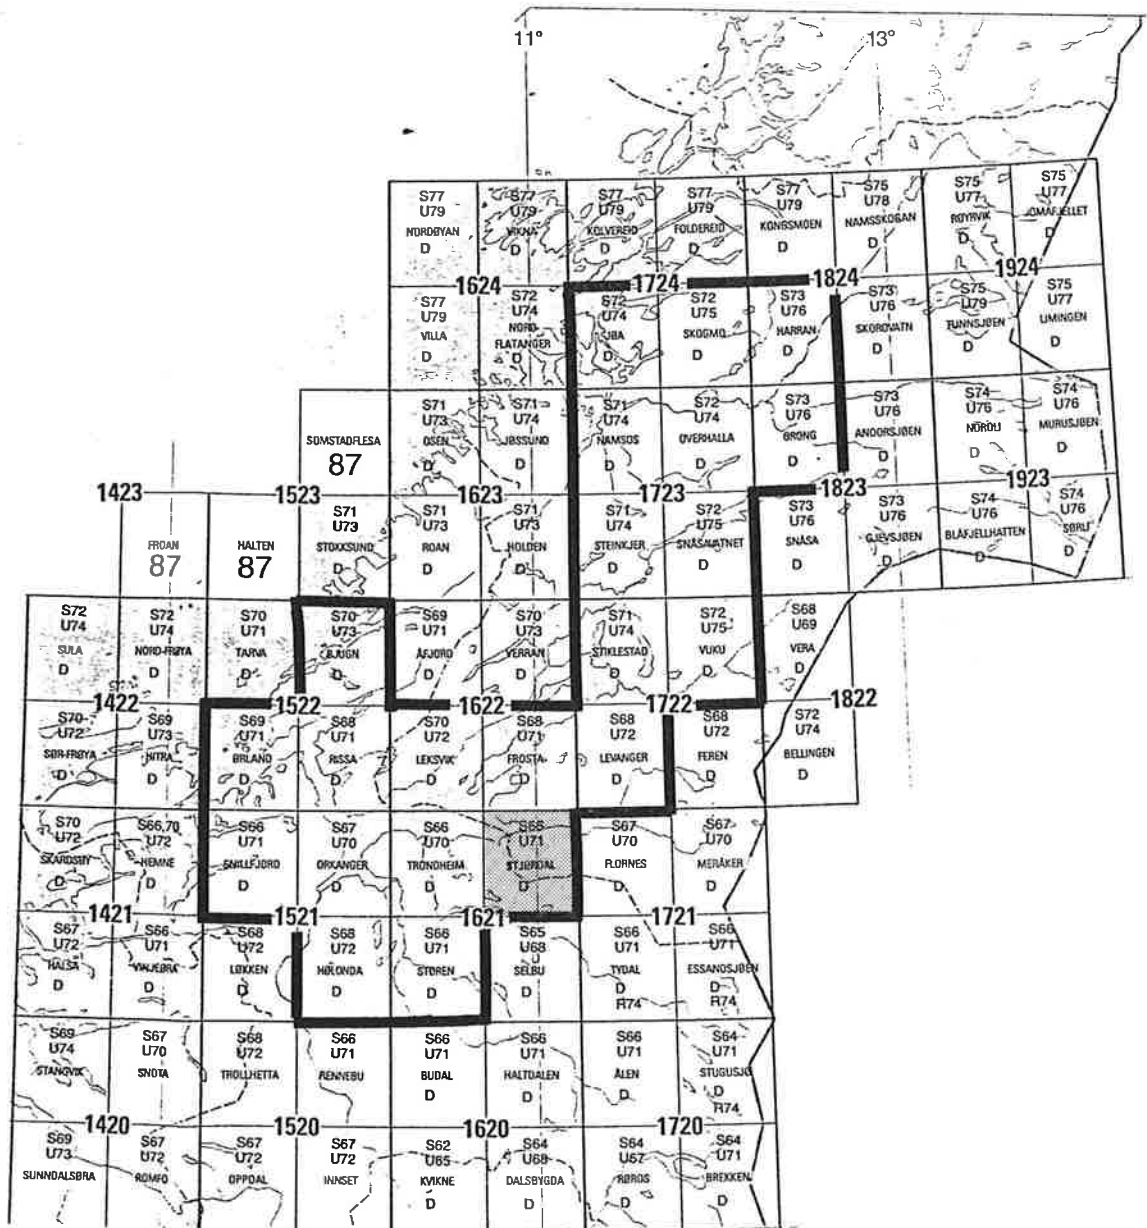 11°
13°
S77 U79 NORDØYAN D
S77 U79 VIKNA D
S77 U79 KOLVEREID D
S77 U79 FOLDEREID D
S77 U79 KONGSMOEN D
S75 U78 NAMSSKOGAN D
S75 U77 RØYRVIK D
S75 U77 JOMAFJELLET D
1624
1724
1824
1924
S77 U79 VILLA D
S72 U74 NORD-FLATANGER D
S72 U74 JØA D
S72 U75 SKOGMO D
S73 U76 HARRAN D
S73 U76 SKOROVATN D
S75 U79 TUNNSJØEN D
S75 U77 LIMINGEN D
SOMSTADFLESA 87
S71 U73 OSEN D
S71 U74 JØSSUND D
S71 U74 NAMSOS D
S72 U74 OVERHALLA D
S73 U76 GRONG D
S73 U76 ANDORSJØEN D
S74 U76 NORDLI D
S74 U76 MURUSJØEN D
1423
1523
1623
1723
1823
1923
FROAN 87
HALTEN 87
S71 U73 STOKKSUND D
S71 U73 ROAN D
S71 U73 HOLDEN D
S71 U74 STEINKJER D
S72 U75 SNÅSAVATNET D
S73 U76 SNÅSA D
S73 U76 GJEVSJØEN D
S74 U76 BLÅFJELLHATTEN D
S74 U76 SØRLI D
S72 U74 SULA D
S72 U74 NORD-FRØYA D
S70 U71 TARVA D
S70 U73 BJUGN D
S69 U71 ÅFJORD D
S70 U73 VERRAN D
S71 U74 STIKLESTAD D
S72 U75 VUKU D
S68 U69 VERA D
1422
1522
1622
1722
1822
S70 U72 SØR-FRØYA D
S69 U73 HITRA D
S69 U71 ØRLAND D
S68 U71 RISSA D
S70 U72 LEKSVIK D
S68 U71 FROSTA D
S68 U72 LEVANGER D
S68 U72 FEREN D
S72 U74 BELLINGEN D
S70 U72 D
S66,70 U72 HEMNE D
S66 U71 SNILLFJORD D
S67 U70 ORKANGER D
S66 U70 TRONDHEIM D
U71 STJØRDAL D
S67 U70 FLORNES D
S67 U70 MERÅKER D
1421
1521
1621
1721
S67 U72 HALSA D
S66 U71 VINJEØRA D
S68 U72 LØKKEN D
S68 U72 HØLONDA D
S66 U71 STØREN D
S65 U68 SELBU D
S66 U71 TYDAL D R74
S66 U71 ESSANDSJØEN D R74
S69 U74 STANGVIK
S67 U70 SNOTA
S68 U72 TROLLHETTA
S66 U71 RENNEBU
S66 U71 BUDAL D
S66 U71 HALTDALEN D
S66 U71 ÅLEN D
S64 U71 STUGUSJØ D R74
1420
1520
1620
1720
S69 U73 SUNNDALSØRA
S67 U72 ROMFO
S67 U72 OPPDAL
S67 U72 INNSET
S62 U65 KVIKNE D
S64 U68 DALSBYGDA D
S64 U67 RØROS D
S64 U71 BREKKEN D